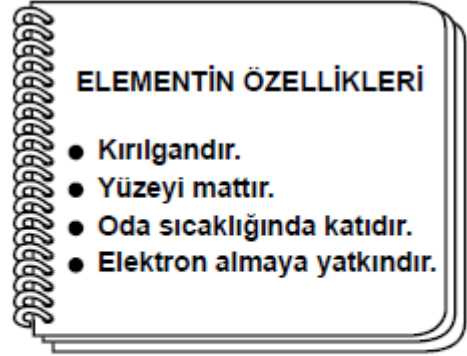 ELEMENTİN ÖZELLİKLERİ
● Kırılgandır.
● Yüzeyi mattır.
● Oda sıcaklığında katıdır.
● Elektron almaya yatkındır.